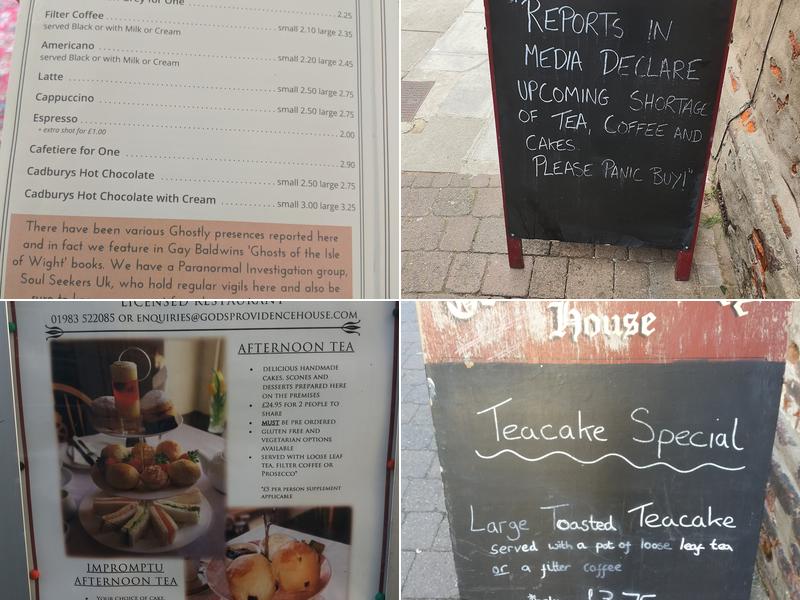 2.25
Filter Coffee ........ small 2.10 large 2.35
served Black or with Milk or Cream
Americano ........ small 2.20 large 2.45
served Black or with Milk or Cream
Latte ........ small 2.50 large 2.75
Cappuccino ........ small 2.50 large 2.75
Espresso ........ 2.00
* extra shot for £1.00
Cafetiere for One ........ 2.90
Cadburys Hot Chocolate ........ small 2.50 large 2.75
Cadburys Hot Chocolate with Cream ........ small 3.00 large 3.25
There have been various Ghostly presences reported here
and in fact we feature in Gay Baldwins 'Ghosts of the Isle
of Wight' books. We have a Paranormal Investigation group,
Soul Seekers Uk, who hold regular vigils here and also be
"REPORTS IN
MEDIA DECLARE
UPCOMING SHORTAGE
OF TEA, COFFEE AND
CAKES.
PLEASE PANIC BUY!"
LICENSED RESTAURANT
01983 522085 OR ENQUIRIES@GODSPROVIDENCEHOUSE.COM
AFTERNOON TEA
• DELICIOUS HANDMADE
CAKES, SCONES AND
DESSERTS PREPARED HERE
ON THE PREMISES
• £24.95 FOR 2 PEOPLE TO
SHARE
• MUST BE PRE ORDERED
• GLUTEN FREE AND
VEGETARIAN OPTIONS
AVAILABLE
• SERVED WITH LOOSE LEAF
TEA, FILTER COFFEE OR
PROSECCO*
*£5 PER PERSON SUPPLEMENT
APPLICABLE
IMPROMPTU
AFTERNOON TEA
• YOUR CHOICE OF CAKE,
House
Teacake Special
Large Toasted Teacake
served with a pot of loose leaf tea
or a filter coffee